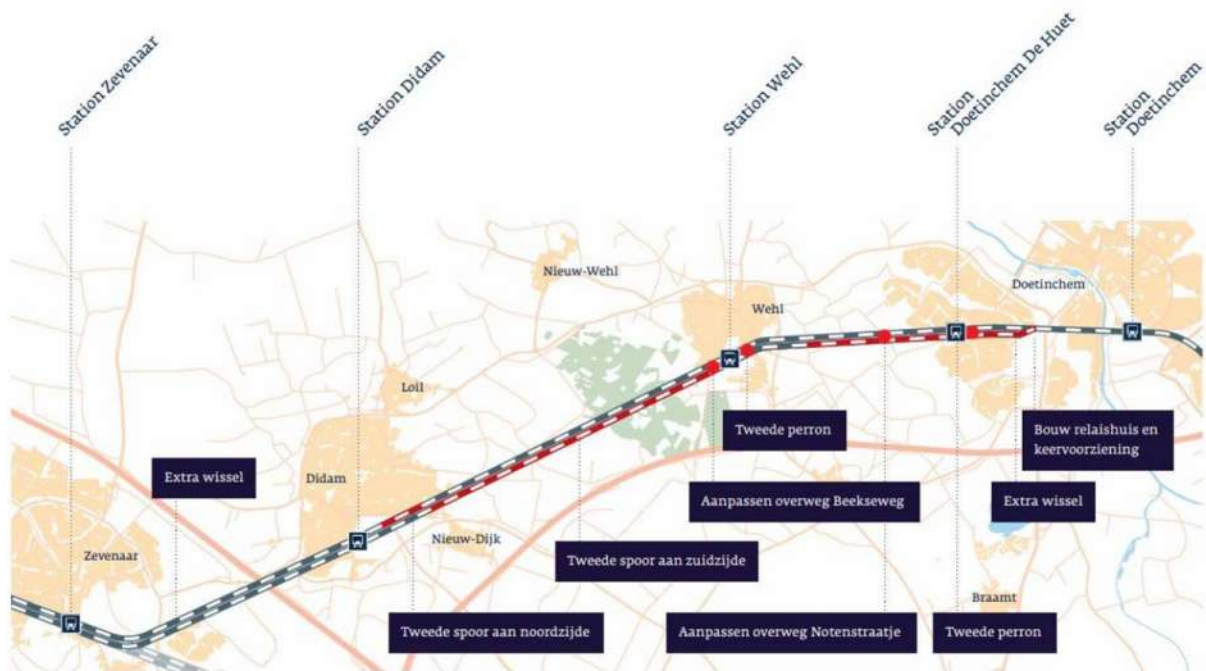 Station Zevenaar
Station Didam
Station Wehl
Station
Doetinchem De Huet
Station
Doetinchem
Nieuw-Wehl
Doetinchem
Wehl
Loil
Tweede perron
Bouw relaishuis en
keervoorziening
Extra wissel
Didam
Aanpassen overweg Beekseweg
Extra wissel
Nieuw-Dijk
Zevenaar
Tweede spoor aan zuidzijde
Braamt
Tweede spoor aan noordzijde
Aanpassen overweg Notenstraatje
Tweede perron